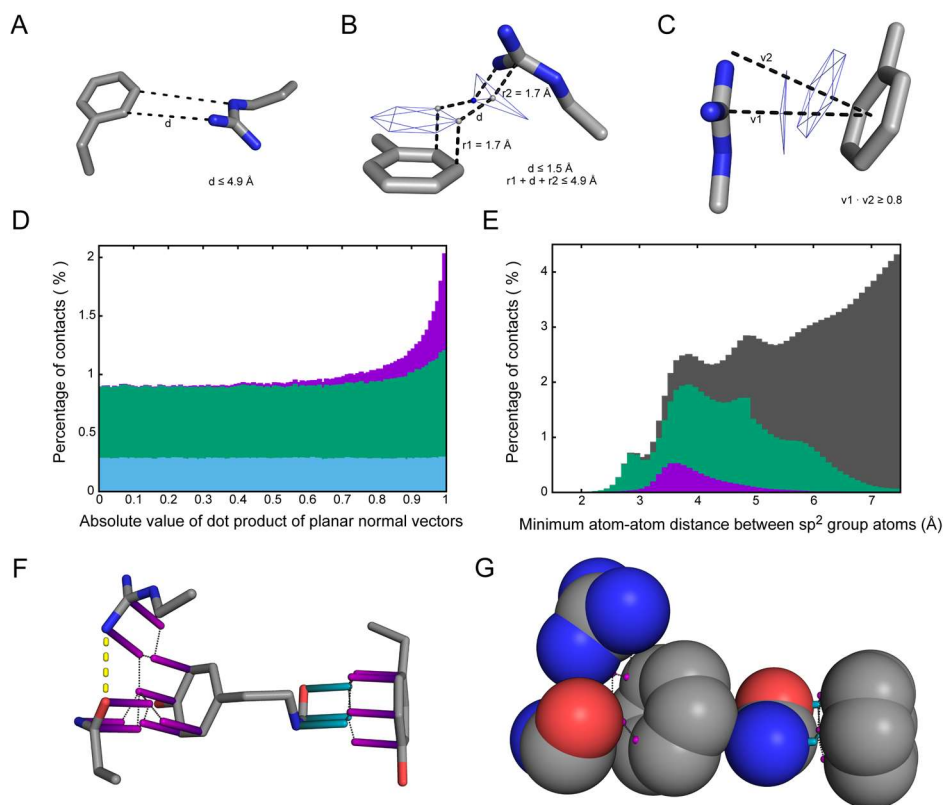 A
d
d ≤ 4.9 Å
B
r2 = 1.7 Å
d
r1 = 1.7 Å
d ≤ 1.5 Å
r1 + d + r2 ≤ 4.9 Å
C
v2
v1
v1 · v2 ≥ 0.8
D
Percentage of contacts ( % )
2
1.5
1
0.5
0
0 0.1 0.2 0.3 0.4 0.5 0.6 0.7 0.8 0.9 1
Absolute value of dot product of planar normal vectors
E
Percentage of contacts ( % )
4
3
2
1
0
2 3 4 5 6 7
Minimum atom-atom distance between sp² group atoms (Å)
F
G